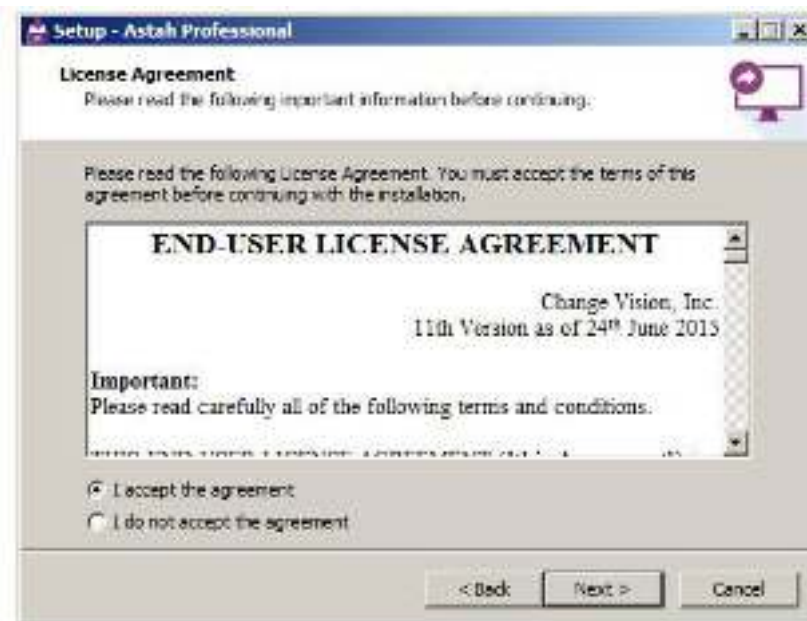 Setup - Astah Professional
License Agreement
Please read the following important information before continuing.
Please read the following License Agreement. You must accept the terms of this
agreement before continuing with the installation.
END-USER LICENSE AGREEMENT
Change Vision, Inc.
11th Version as of 24th June 2015
Important:
Please read carefully all of the following terms and conditions.
I accept the agreement
I do not accept the agreement
< Back
Next >
Cancel